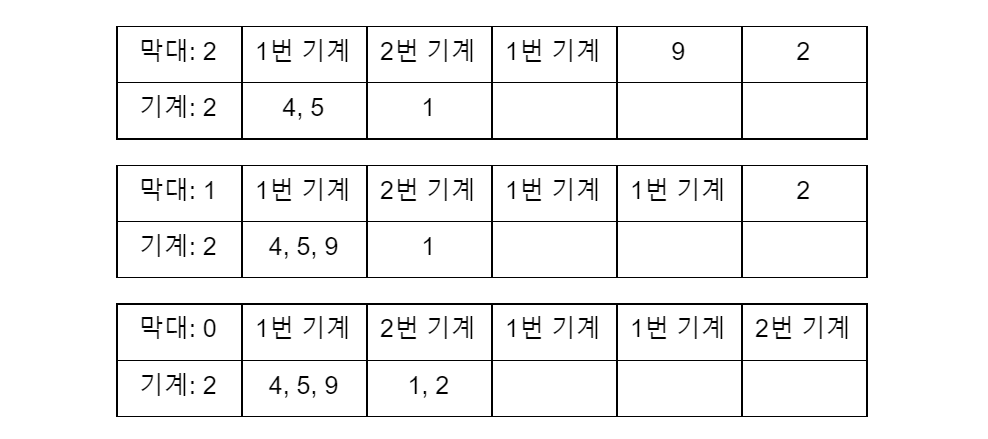 막대: 2 1번 기계 2번 기계 1번 기계 9 2
기계: 2 4, 5 1
막대: 1 1번 기계 2번 기계 1번 기계 1번 기계 2
기계: 2 4, 5, 9 1
막대: 0 1번 기계 2번 기계 1번 기계 1번 기계 2번 기계
기계: 2 4, 5, 9 1, 2